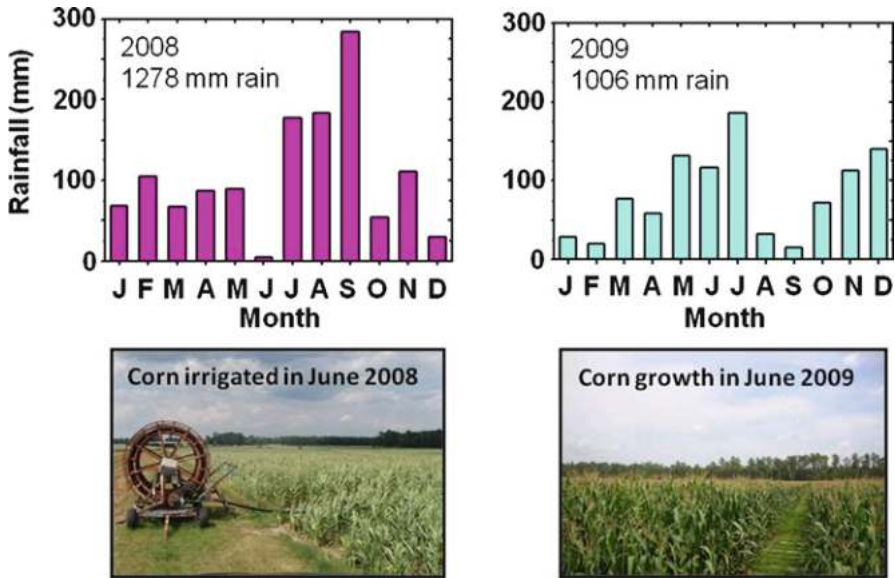 300
200
100
0
Rainfall (mm)
2008
1278 mm rain
J F M A M J J A S O N D
Month
300
200
100
0
2009
1006 mm rain
J F M A M J J A S O N D
Month
Corn irrigated in June 2008
Corn growth in June 2009